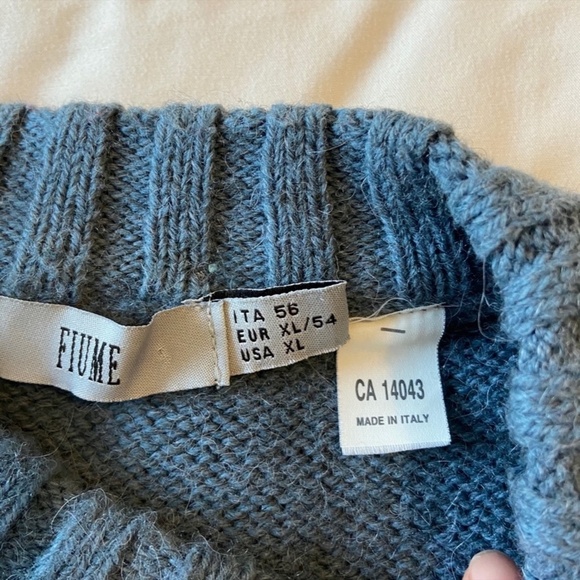 FIUME
ITA 56
EUR XL/54
USA XL
CA 14043
MADE IN ITALY